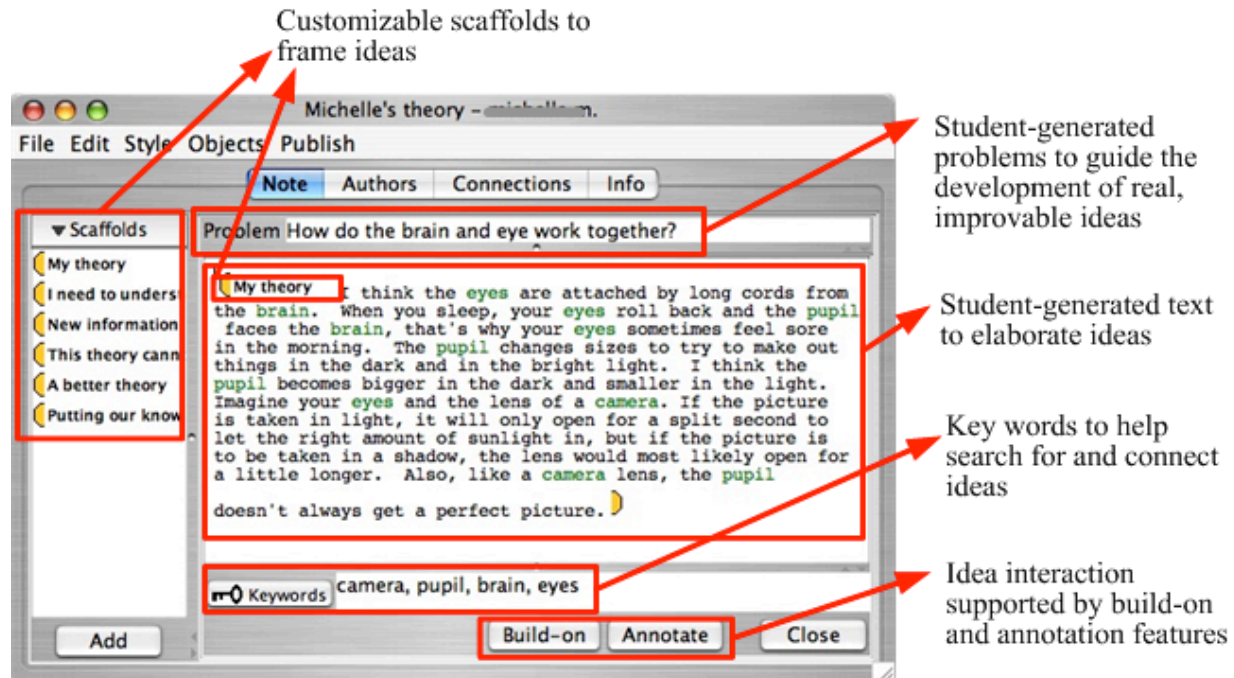 Customizable scaffolds to
frame ideas
Michelle's theory -
File Edit Style Objects Publish
Note Authors Connections Info
Scaffolds
My theory
I need to unders
New information
This theory cann
A better theory
Putting our know
Add
Problem How do the brain and eye work together?
My theory I think the eyes are attached by long cords from
the brain. When you sleep, your eyes roll back and the pupil
faces the brain, that's why your eyes sometimes feel sore
in the morning. The pupil changes sizes to try to make out
things in the dark and in the bright light. I think the
pupil becomes bigger in the dark and smaller in the light.
Imagine your eyes and the lens of a camera. If the picture
is taken in light, it will only open for a split second to
let the right amount of sunlight in, but if the picture is
to be taken in a shadow, the lens would most likely open for
a little longer. Also, like a camera lens, the pupil
doesn't always get a perfect picture.
Keywords camera, pupil, brain, eyes
Build-on Annotate Close
Student-generated
problems to guide the
development of real,
improvable ideas
Student-generated text
to elaborate ideas
Key words to help
search for and connect
ideas
Idea interaction
supported by build-on
and annotation features